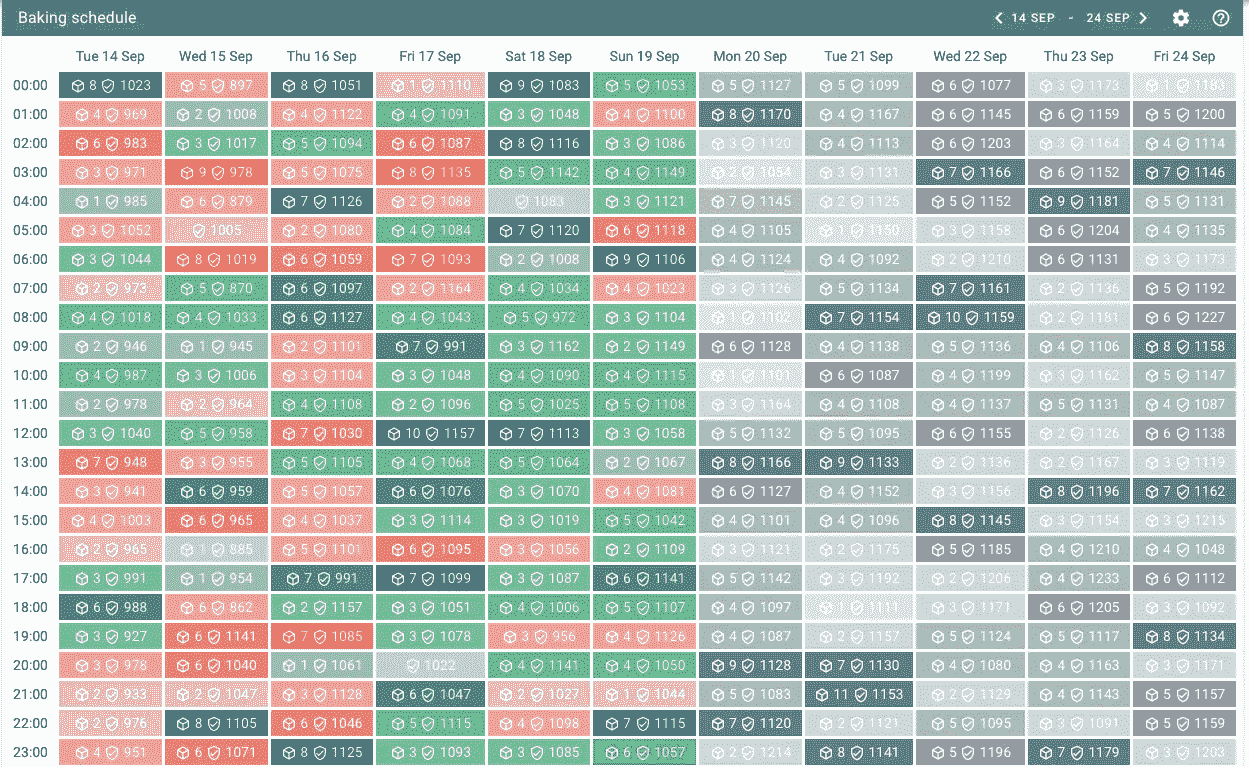 Baking schedule 14 SEP - 24 SEP
Tue 14 Sep Wed 15 Sep Thu 16 Sep Fri 17 Sep Sat 18 Sep Sun 19 Sep Mon 20 Sep Tue 21 Sep Wed 22 Sep Thu 23 Sep Fri 24 Sep
00:00 8 1023 5 897 8 1051 1 1110 9 1083 5 1053 5 1127 5 1099 6 1077 3 1173 1 1183
01:00 4 969 2 1008 4 1122 4 1091 3 1048 4 1100 8 1170 4 1167 6 1145 6 1159 5 1200
02:00 6 983 3 1017 5 1094 6 1087 8 1116 3 1086 3 1120 4 1113 6 1203 3 1164 4 1114
03:00 3 971 9 978 5 1075 8 1135 5 1142 4 1149 2 1054 3 1131 7 1166 6 1152 7 1146
04:00 1 985 6 879 7 1126 2 1088 1083 3 1121 7 1145 2 1125 5 1152 9 1181 5 1131
05:00 3 1052 1005 2 1080 4 1084 7 1120 6 1118 4 1105 1 1150 3 1158 6 1204 4 1135
06:00 3 1044 8 1019 6 1059 7 1093 2 1008 9 1106 4 1124 4 1092 2 1210 6 1131 3 1173
07:00 2 973 5 870 6 1097 2 1164 4 1034 4 1023 3 1126 5 1134 7 1161 2 1136 5 1192
08:00 4 1018 4 1033 6 1127 4 1043 5 972 3 1104 1 1102 7 1154 10 1159 2 1181 6 1227
09:00 2 946 1 945 2 1101 7 991 3 1162 2 1149 6 1128 4 1138 5 1136 4 1106 8 1158
10:00 4 987 3 1006 3 1104 3 1048 4 1090 4 1115 6 1087 4 1199 3 1162 5 1147
11:00 2 978 2 964 4 1108 2 1096 5 1025 5 1108 3 1164 4 1108 4 1137 5 1131 4 1087
12:00 3 1040 5 958 7 1030 10 1157 7 1113 3 1058 5 1132 5 1095 6 1155 2 1126 6 1138
13:00 7 948 3 955 5 1105 4 1068 5 1064 2 1067 8 1166 9 1133 2 1136 2 1167 3 1119
14:00 3 941 6 959 5 1057 6 1076 3 1070 4 1081 6 1127 4 1152 3 1156 8 1196 7 1162
15:00 4 1003 6 965 4 1037 3 1114 3 1019 5 1042 4 1101 4 1096 8 1145 3 1154 3 1215
16:00 2 965 1 885 5 1101 6 1095 3 1056 2 1109 3 1121 2 1175 5 1185 4 1210 4 1048
17:00 3 991 1 954 7 991 7 1099 3 1087 6 1141 5 1142 3 1192 2 1206 4 1233 6 1112
18:00 6 988 6 862 2 1157 3 1051 4 1006 5 1107 4 1097 1 1111 3 1171 6 1205 3 1092
19:00 3 927 6 1141 7 1085 3 1078 3 956 4 1126 4 1087 2 1157 5 1124 5 1117 8 1134
20:00 3 978 6 1040 1 1061 1022 4 1141 4 1050 9 1128 7 1130 4 1080 4 1163 3 1171
21:00 2 933 2 1047 3 1128 6 1047 2 1027 1 1044 5 1083 11 1153 2 1129 4 1143 5 1157
22:00 2 976 8 1105 6 1046 5 1115 4 1098 7 1115 7 1120 2 1121 5 1095 3 1091 5 1159
23:00 4 951 6 1071 8 1125 3 1093 3 1085 6 1057 2 1214 8 1141 5 1196 7 1179 3 1203